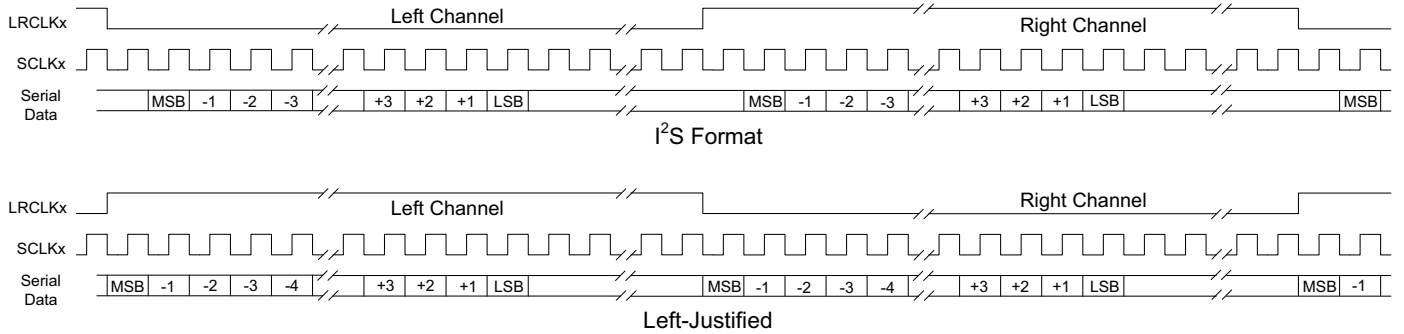 LRCLKx Left Channel Right Channel
SCLKx
Serial Data MSB -1 -2 -3 +3 +2 +1 LSB MSB -1 -2 -3 +3 +2 +1 LSB MSB
I²S Format
LRCLKx Left Channel Right Channel
SCLKx
Serial Data MSB -1 -2 -3 -4 +3 +2 +1 LSB MSB -1 -2 -3 -4 +3 +2 +1 LSB MSB -1
Left-Justified